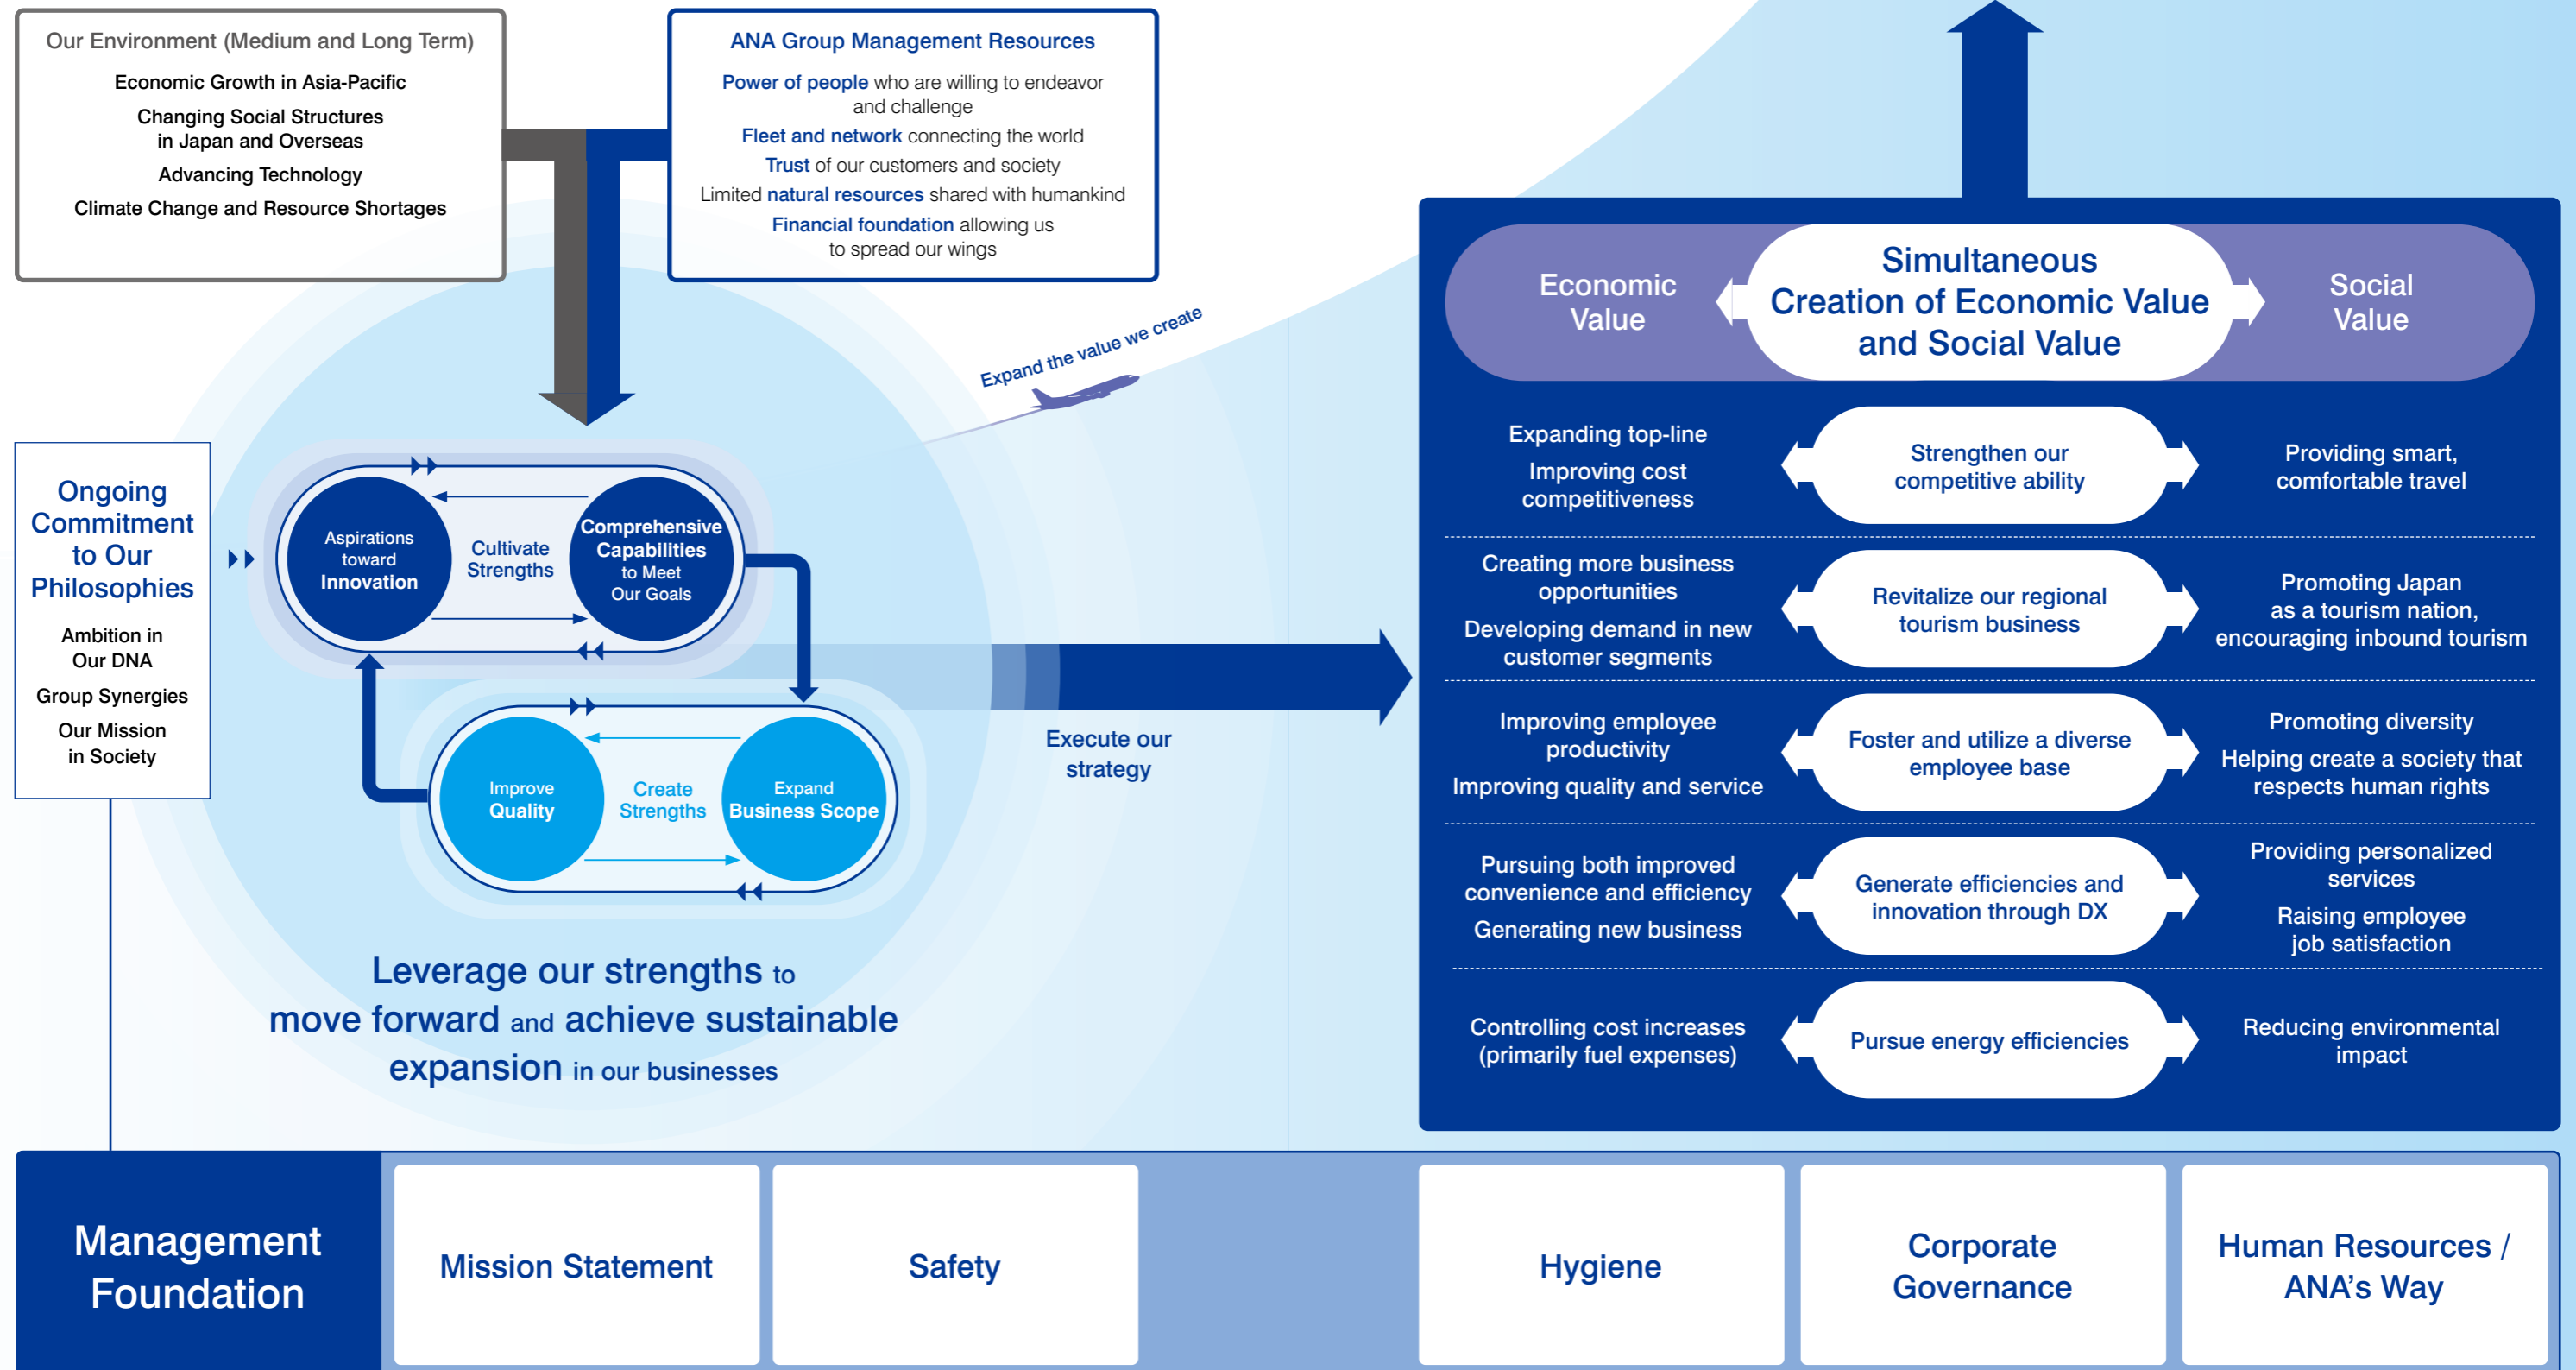 Our Environment (Medium and Long Term)
Economic Growth in Asia-Pacific
Changing Social Structures
in Japan and Overseas
Advancing Technology
Climate Change and Resource Shortages
ANA Group Management Resources
Power of people who are willing to endeavor
and challenge
Fleet and network connecting the world
Trust of our customers and society
Limited natural resources shared with humankind
Financial foundation allowing us
to spread our wings
Expand the value we create
Ongoing
Commitment
to Our
Philosophies
Ambition in
Our DNA
Group Synergies
Our Mission
in Society
Aspirations
toward
Innovation
Cultivate
Strengths
Comprehensive
Capabilities
to Meet
Our Goals
Improve
Quality
Create
Strengths
Expand
Business Scope
Execute our
strategy
Leverage our strengths to
move forward and achieve sustainable
expansion in our businesses
Economic
Value
Simultaneous
Creation of Economic Value
and Social Value
Social
Value
Expanding top-line
Improving cost
competitiveness
Strengthen our
competitive ability
Providing smart,
comfortable travel
Creating more business
opportunities
Developing demand in new
customer segments
Revitalize our regional
tourism business
Promoting Japan
as a tourism nation,
encouraging inbound tourism
Improving employee
productivity
Improving quality and service
Foster and utilize a diverse
employee base
Promoting diversity
Helping create a society that
respects human rights
Pursuing both improved
convenience and efficiency
Generating new business
Generate efficiencies and
innovation through DX
Providing personalized
services
Raising employee
job satisfaction
Controlling cost increases
(primarily fuel expenses)
Pursue energy efficiencies
Reducing environmental
impact
Management
Foundation
Mission Statement
Safety
Hygiene
Corporate
Governance
Human Resources /
ANA's Way